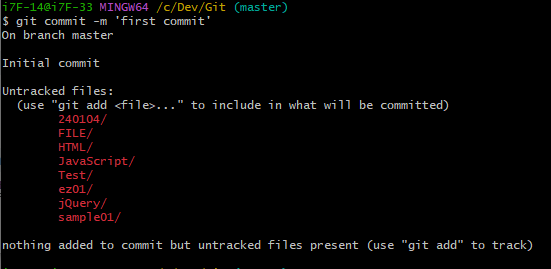 i7F-14@i7F-33 MINGW64 /c/Dev/Git (master)
$ git commit -m 'first commit'
On branch master
Initial commit
Untracked files:
(use "git add <file>..." to include in what will be committed)
240104/
FILE/
HTML/
JavaScript/
Test/
ez01/
jQuery/
sample01/
nothing added to commit but untracked files present (use "git add" to track)